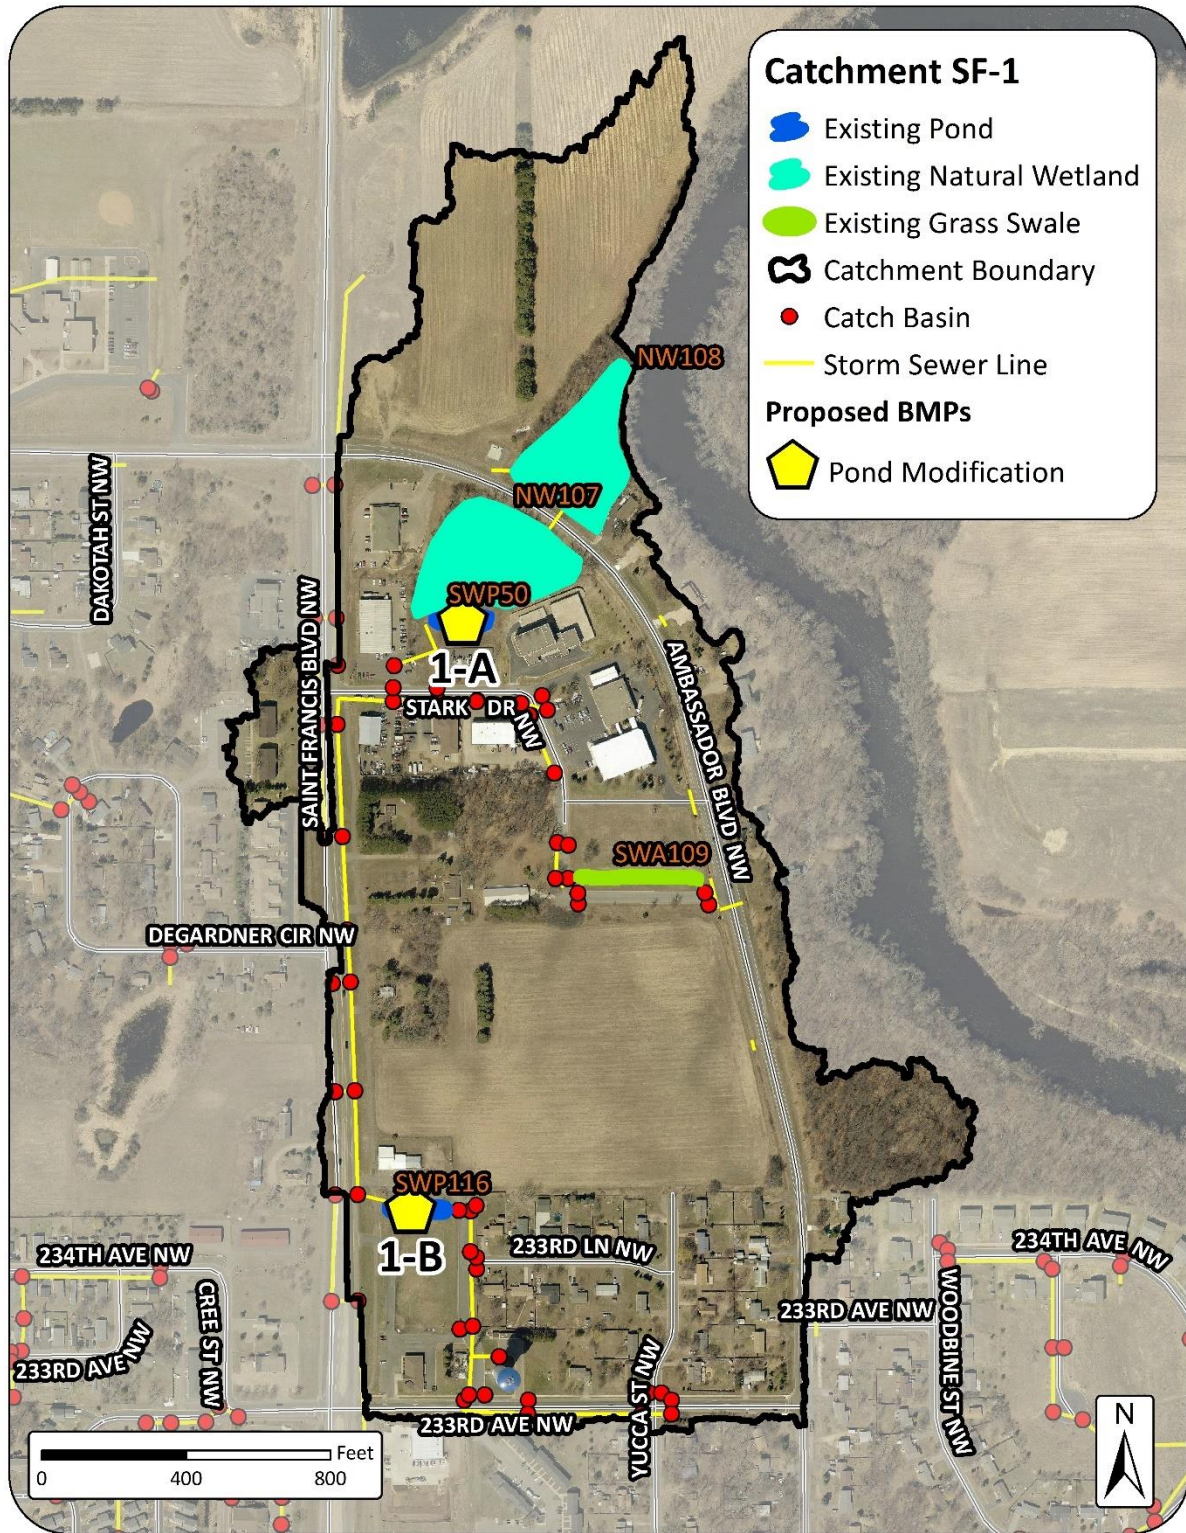 Catchment SF-1
Existing Pond
Existing Natural Wetland
Existing Grass Swale
Catchment Boundary
Catch Basin
Storm Sewer Line
Proposed BMPs
Pond Modification
NW108
NW107
DAKOTAH ST NW
SWP50
1-A
SAINT FRANCIS BLVD NW
STARK DR NW
AMBASSADOR BLVD NW
SWA109
DEGARDNER CIR NW
SWP116
1-B
233RD LN NW
234TH AVE NW
234TH AVE NW
CREE ST NW
233RD AVE NW
233RD AVE NW
WOODBINE ST NW
YUCCA ST NW
233RD AVE NW
Feet
0 400 800
N